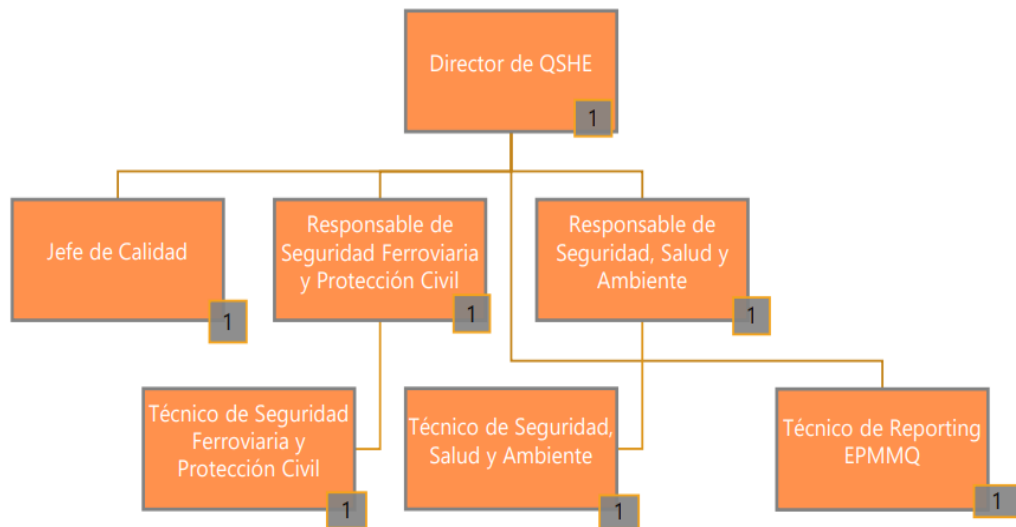 Director de QSHE
1
Jefe de Calidad
1
Responsable de
Seguridad Ferroviaria
y Protección Civil
1
Responsable de
Seguridad, Salud y
Ambiente
1
Técnico de Seguridad
Ferroviaria y
Protección Civil
1
Técnico de Seguridad,
Salud y Ambiente
1
Técnico de Reporting
EPMMQ
1